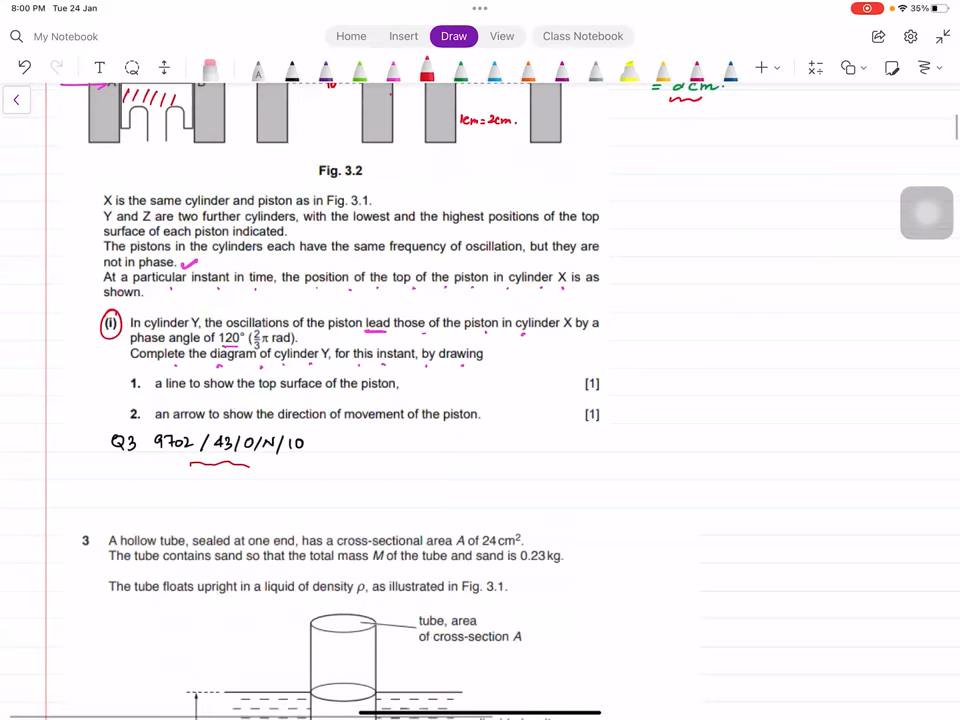 8:00 PM Tue 24 Jan
35%
My Notebook
Home Insert Draw View Class Notebook
= 2cm.
1cm=2cm.
Fig. 3.2
X is the same cylinder and piston as in Fig. 3.1.
Y and Z are two further cylinders, with the lowest and the highest positions of the top
surface of each piston indicated.
The pistons in the cylinders each have the same frequency of oscillation, but they are
not in phase.
At a particular instant in time, the position of the top of the piston in cylinder X is as
shown.
(i) In cylinder Y, the oscillations of the piston lead those of the piston in cylinder X by a
phase angle of 120° (2/3 π rad).
Complete the diagram of cylinder Y, for this instant, by drawing
1. a line to show the top surface of the piston, [1]
2. an arrow to show the direction of movement of the piston. [1]
Q3 9702 / 43/O/N/10
3 A hollow tube, sealed at one end, has a cross-sectional area A of 24 cm².
The tube contains sand so that the total mass M of the tube and sand is 0.23 kg.
The tube floats upright in a liquid of density ρ, as illustrated in Fig. 3.1.
tube, area
of cross-section A